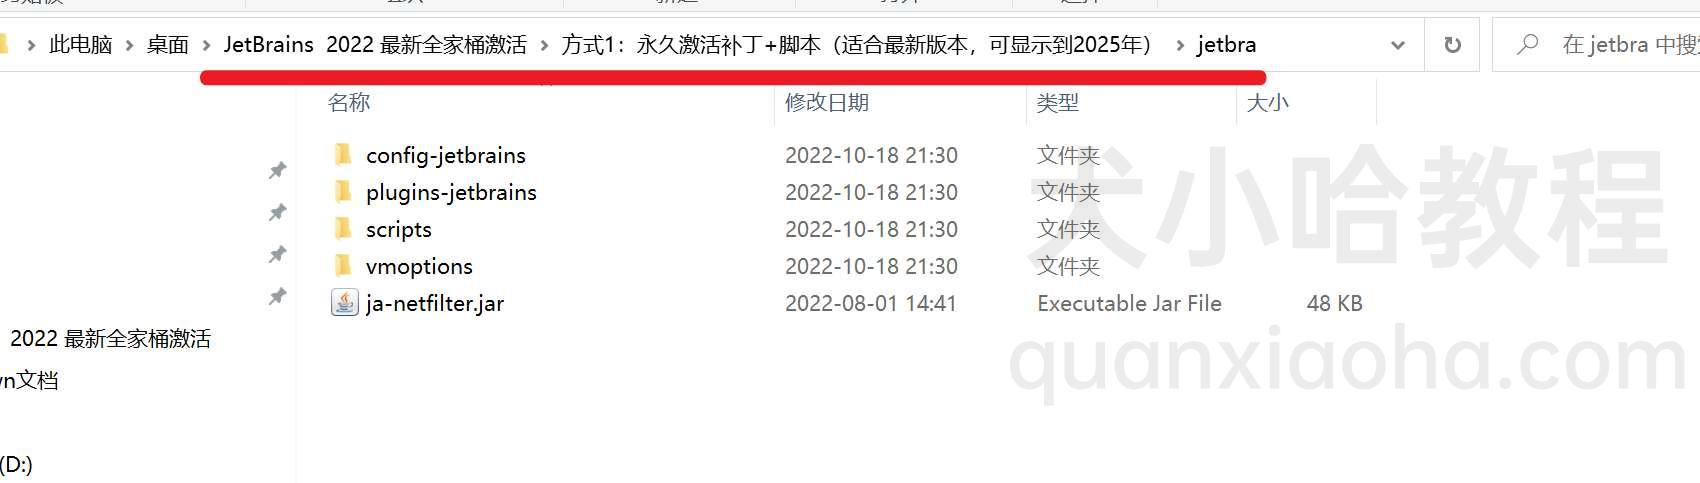 此电脑 > 桌面 > JetBrains 2022 最新全家桶激活 > 方式1：永久激活补丁+脚本（适合最新版本，可显示到2025年） > jetbra
在 jetbra 中搜
名称 修改日期 类型 大小
config-jetbrains 2022-10-18 21:30 文件夹
plugins-jetbrains 2022-10-18 21:30 文件夹
scripts 2022-10-18 21:30 文件夹
vmoptions 2022-10-18 21:30 文件夹
ja-netfilter.jar 2022-08-01 14:41 Executable Jar File 48 KB
2022 最新全家桶激活
wn文档
(D:)
犬小哈教程
quanxiaoha.com